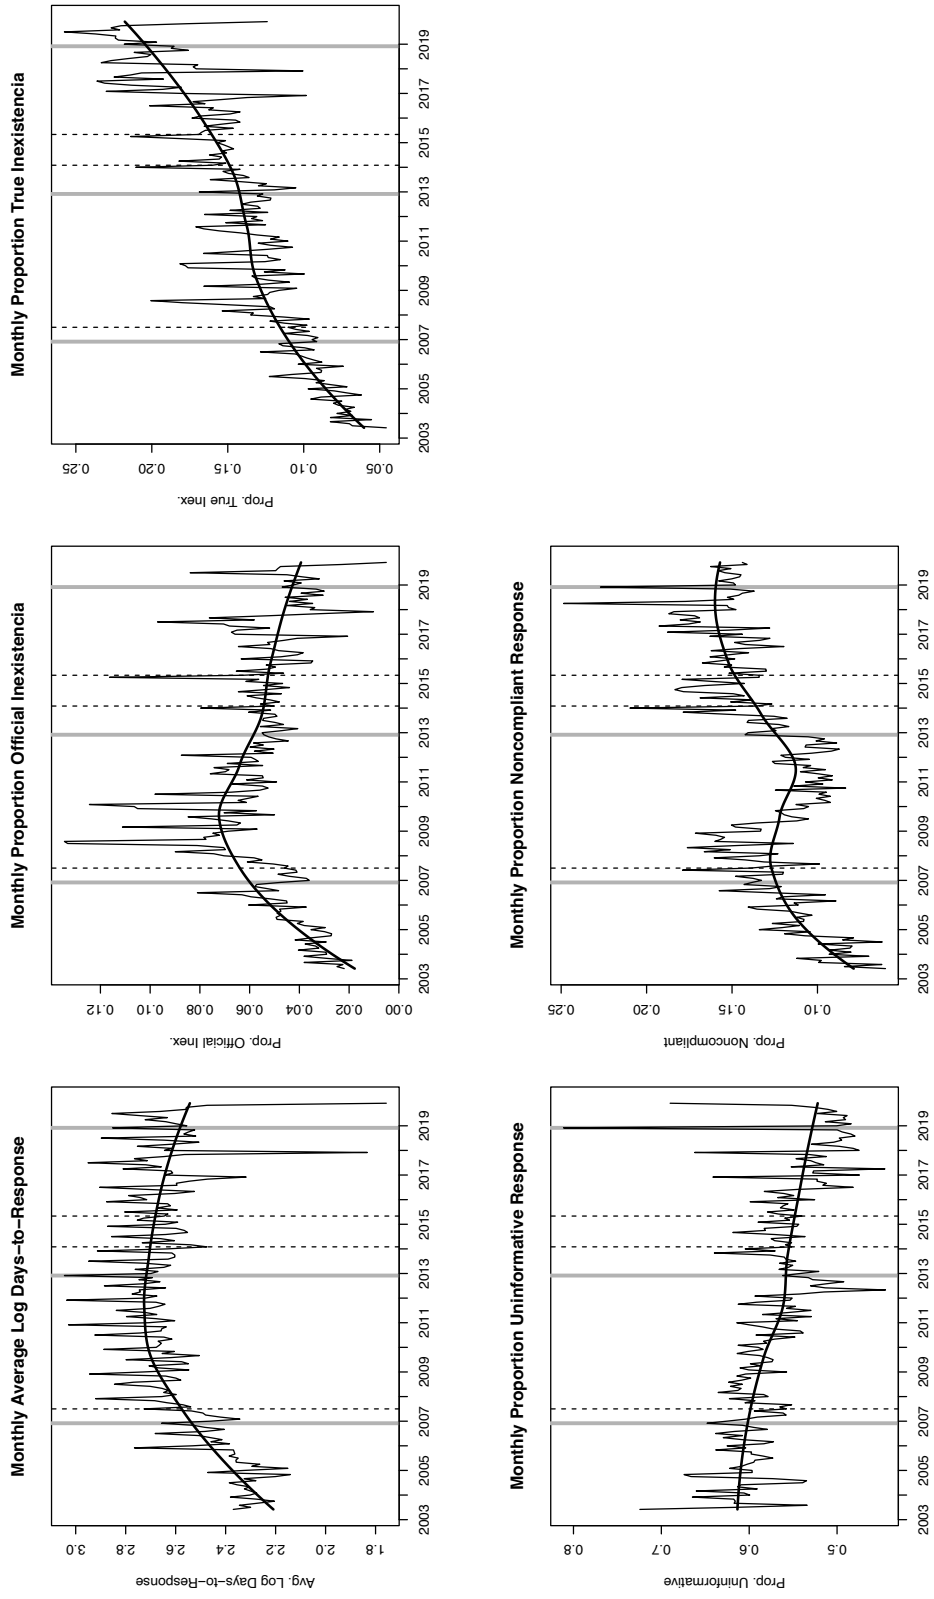 Monthly Average Log Days−to−Response
Avg. Log Days−to−Response
3.0
2.8
2.6
2.4
2.2
2.0
1.8
2003 2005 2007 2009 2011 2013 2015 2017 2019
Monthly Proportion Official Inexistencia
Prop. Official Inex.
0.12
0.10
0.08
0.06
0.04
0.02
0.00
2003 2005 2007 2009 2011 2013 2015 2017 2019
Monthly Proportion True Inexistencia
Prop. True Inex.
0.25
0.20
0.15
0.10
0.05
2003 2005 2007 2009 2011 2013 2015 2017 2019
Monthly Proportion Uninformative Response
Prop. Uninformative
0.8
0.7
0.6
0.5
2003 2005 2007 2009 2011 2013 2015 2017 2019
Monthly Proportion Noncompliant Response
Prop. Noncompliant
0.25
0.20
0.15
0.10
2003 2005 2007 2009 2011 2013 2015 2017 2019